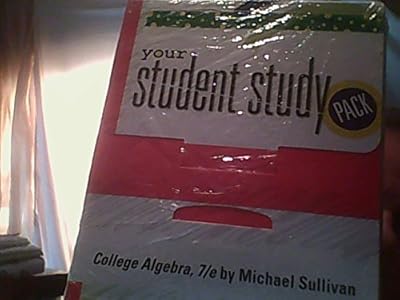 your
student study
PACK
College Algebra, 7/e by Michael Sullivan